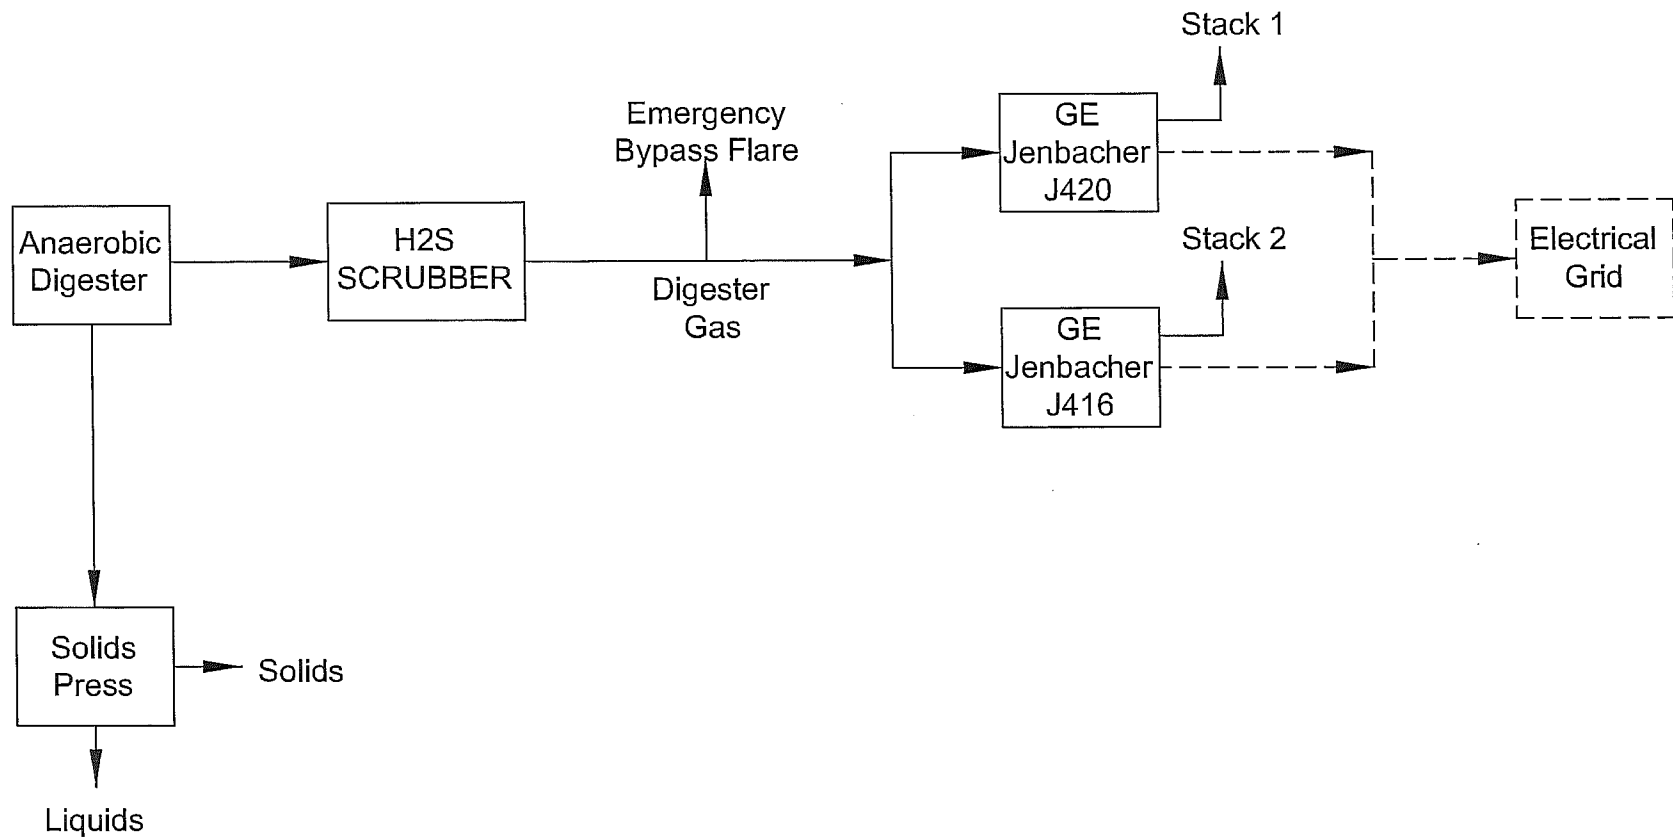 Stack 1
Emergency
Bypass Flare
GE
Jenbacher
J420
Anaerobic
Digester
H2S
SCRUBBER
Digester
Gas
Stack 2
GE
Jenbacher
J416
Electrical
Grid
Solids
Press
Solids
Liquids